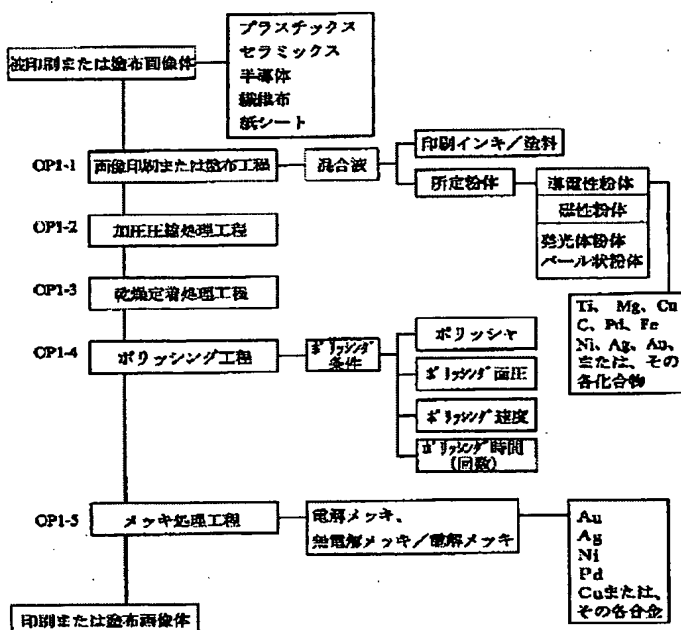 プラスチックス
セラミックス
半導体
繊維布
紙シート
被印刷または塗布画像体
OP1-1
画像印刷または塗布工程
混合液
印刷インキ/塗料
所定粉体
導電性粉体
磁性粉体
発光体粉体
パール状粉体
OP1-2
加圧圧縮処理工程
OP1-3
乾燥定着処理工程
Ti、 Mg、 Cu
C、 Pd、 Fe
Ni、 Ag、 Au、
または、その
各化合物
OP1-4
ポリッシング工程
ポリッシング
条件
ポリッシャ
ポリッシング面圧
ポリッシング速度
ポリッシング時間
(回数)
OP1-5
メッキ処理工程
電解メッキ、
無電解メッキ/電解メッキ
Au
Ag
Ni
Pd
Cuまたは、
その各合金
印刷または塗布画像体